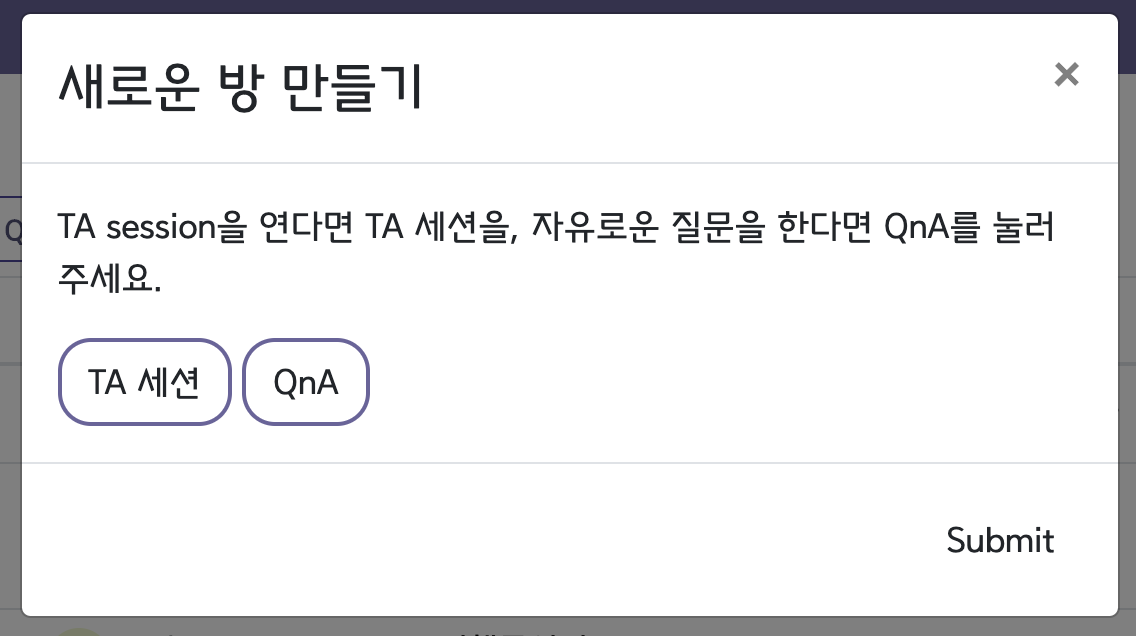 새로운 방 만들기
×
TA session을 연다면 TA 세션을, 자유로운 질문을 한다면 QnA를 눌러
주세요.
TA 세션
QnA
Submit